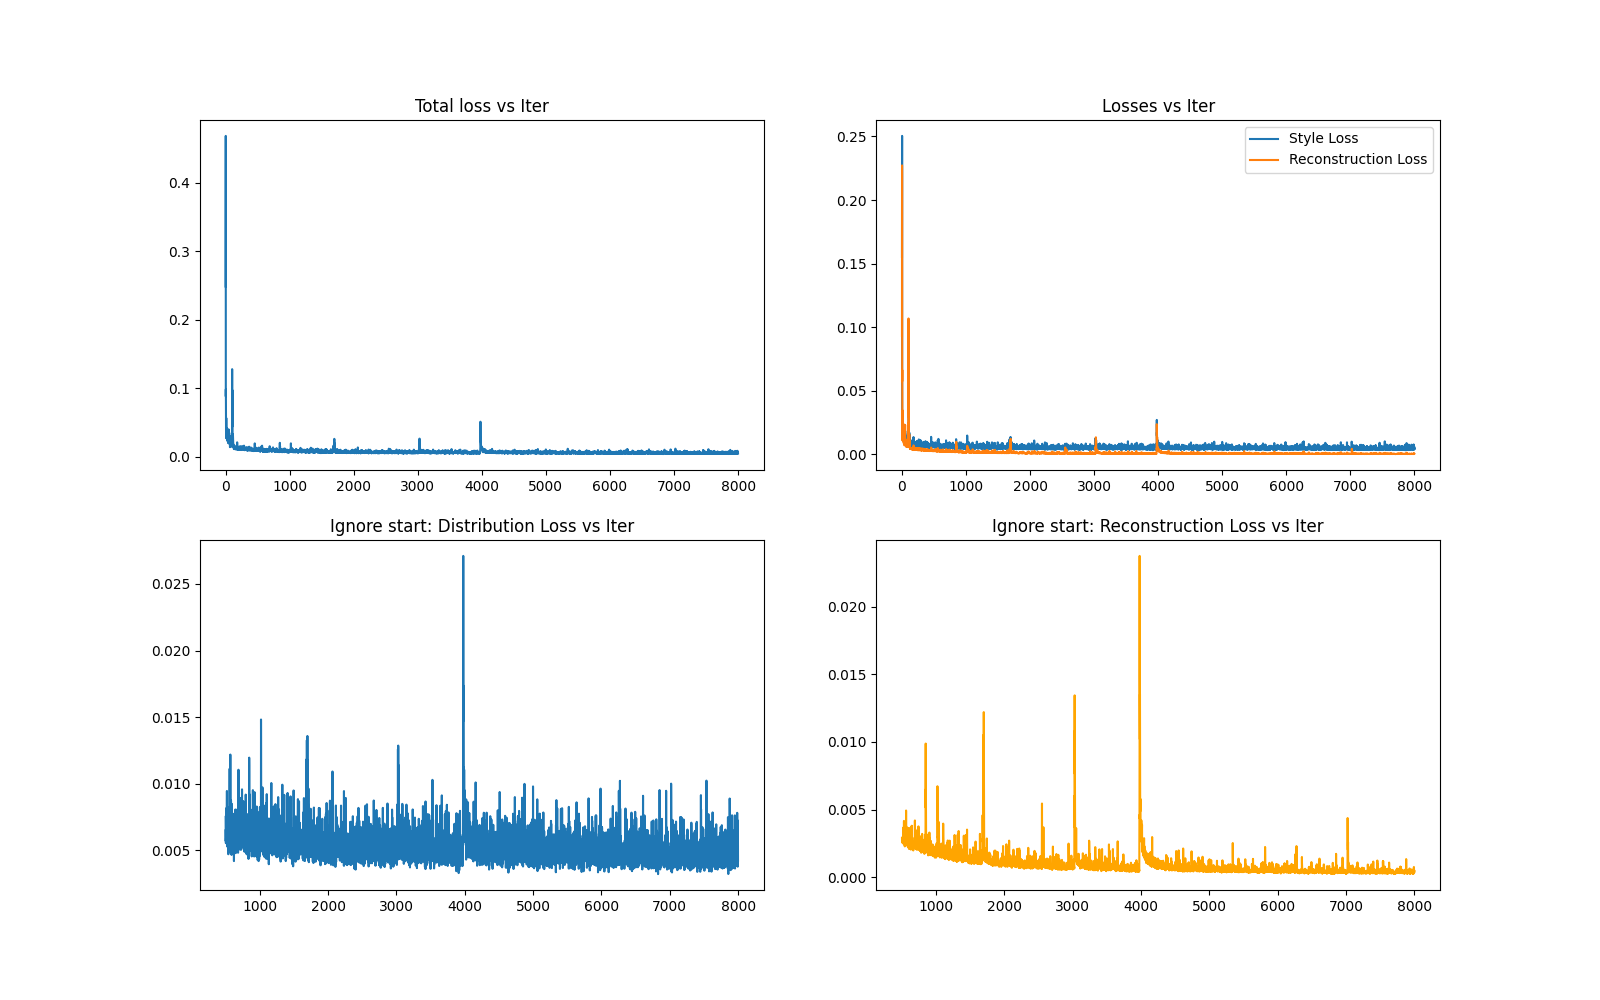 Total loss vs Iter
0.4
0.3
0.2
0.1
0.0
0 1000 2000 3000 4000 5000 6000 7000 8000
Losses vs Iter
Style Loss
Reconstruction Loss
0.25
0.20
0.15
0.10
0.05
0.00
0 1000 2000 3000 4000 5000 6000 7000 8000
Ignore start: Distribution Loss vs Iter
0.025
0.020
0.015
0.010
0.005
1000 2000 3000 4000 5000 6000 7000 8000
Ignore start: Reconstruction Loss vs Iter
0.020
0.015
0.010
0.005
0.000
1000 2000 3000 4000 5000 6000 7000 8000